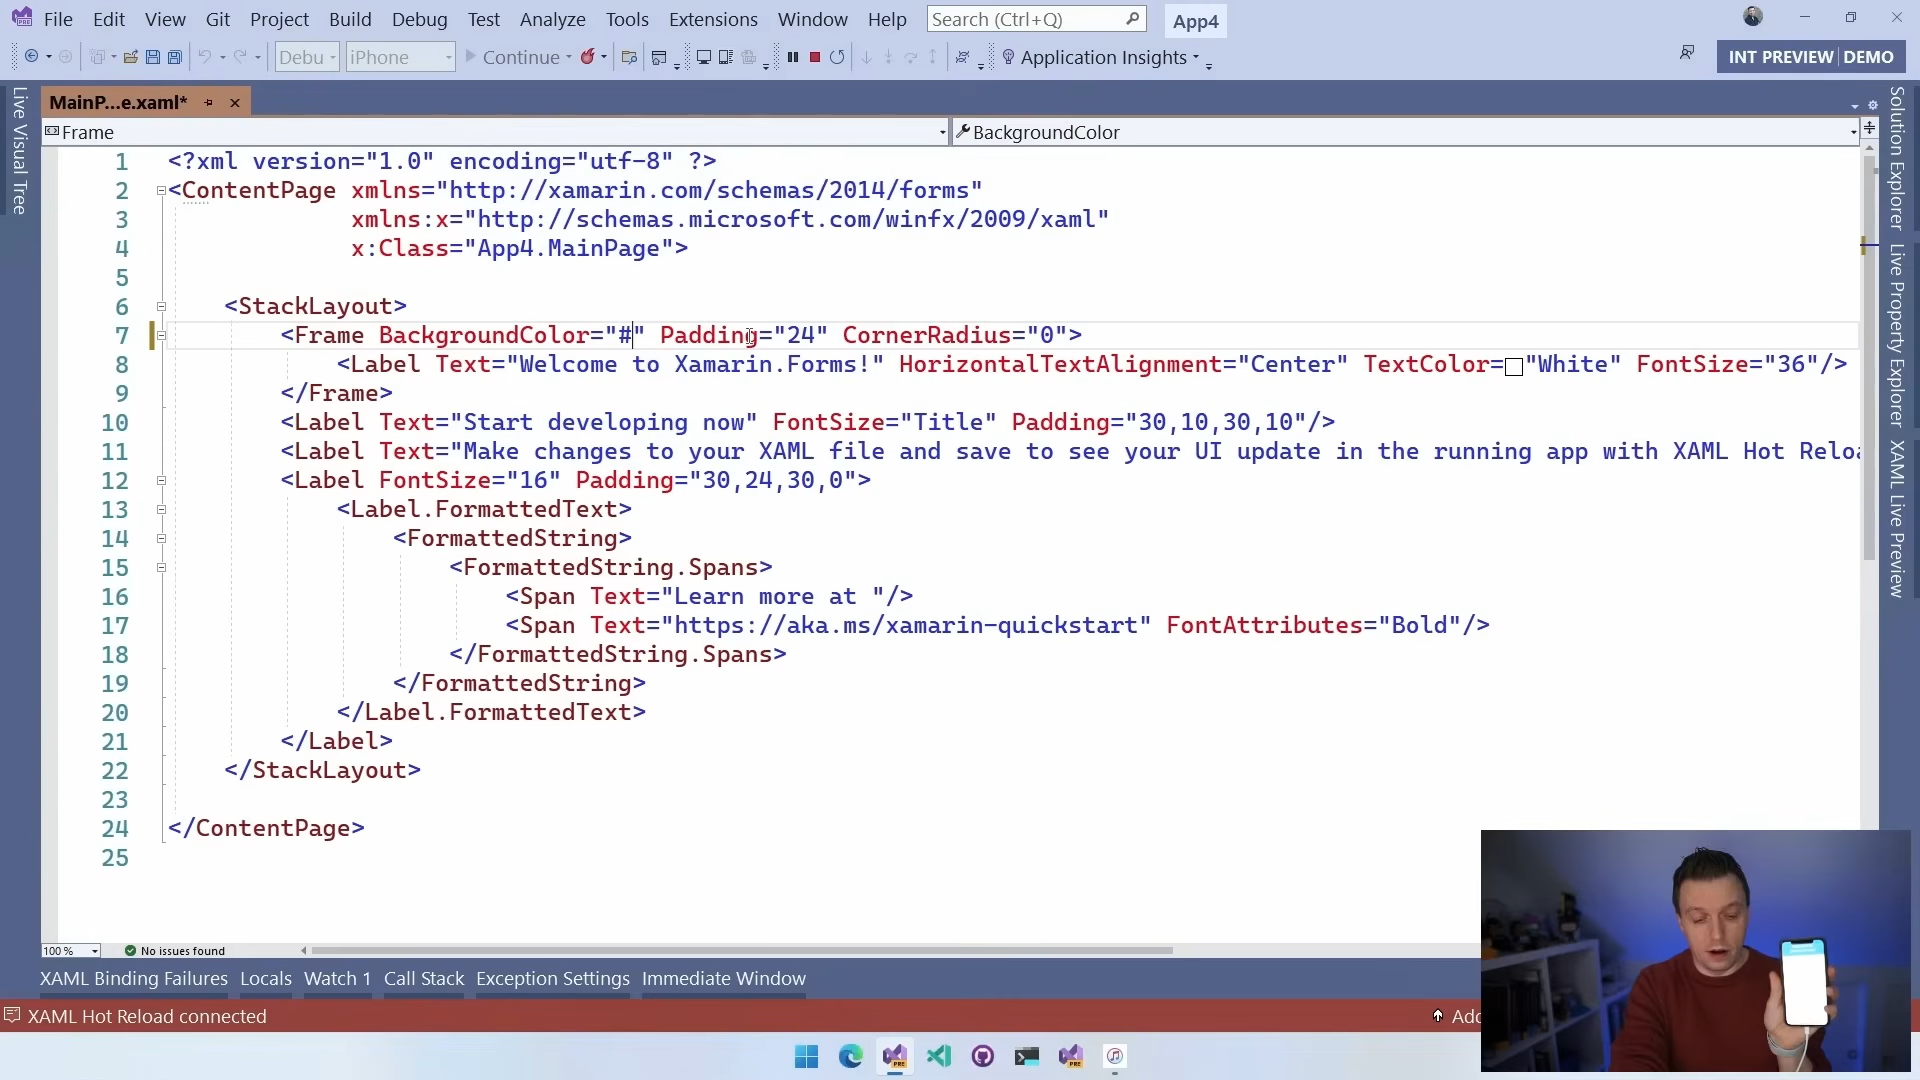 File Edit View Git Project Build Debug Test Analyze Tools Extensions Window Help Search (Ctrl+Q) App4
Debu iPhone Continue Application Insights INT PREVIEW DEMO
MainP...e.xaml*
Frame BackgroundColor
Live Visual Tree
1 <?xml version="1.0" encoding="utf-8" ?>
2 <ContentPage xmlns="http://xamarin.com/schemas/2014/forms"
3 xmlns:x="http://schemas.microsoft.com/winfx/2009/xaml"
4 x:Class="App4.MainPage">
5
6 <StackLayout>
7 <Frame BackgroundColor="#" Padding="24" CornerRadius="0">
8 <Label Text="Welcome to Xamarin.Forms!" HorizontalTextAlignment="Center" TextColor="White" FontSize="36"/>
9 </Frame>
10 <Label Text="Start developing now" FontSize="Title" Padding="30,10,30,10"/>
11 <Label Text="Make changes to your XAML file and save to see your UI update in the running app with XAML Hot Reloa
12 <Label FontSize="16" Padding="30,24,30,0">
13 <Label.FormattedText>
14 <FormattedString>
15 <FormattedString.Spans>
16 <Span Text="Learn more at "/>
17 <Span Text="https://aka.ms/xamarin-quickstart" FontAttributes="Bold"/>
18 </FormattedString.Spans>
19 </FormattedString>
20 </Label.FormattedText>
21 </Label>
22 </StackLayout>
23
24 </ContentPage>
25
Solution Explorer
Live Property Explorer
XAML Live Preview
100 % No issues found
XAML Binding Failures Locals Watch 1 Call Stack Exception Settings Immediate Window
XAML Hot Reload connected Add